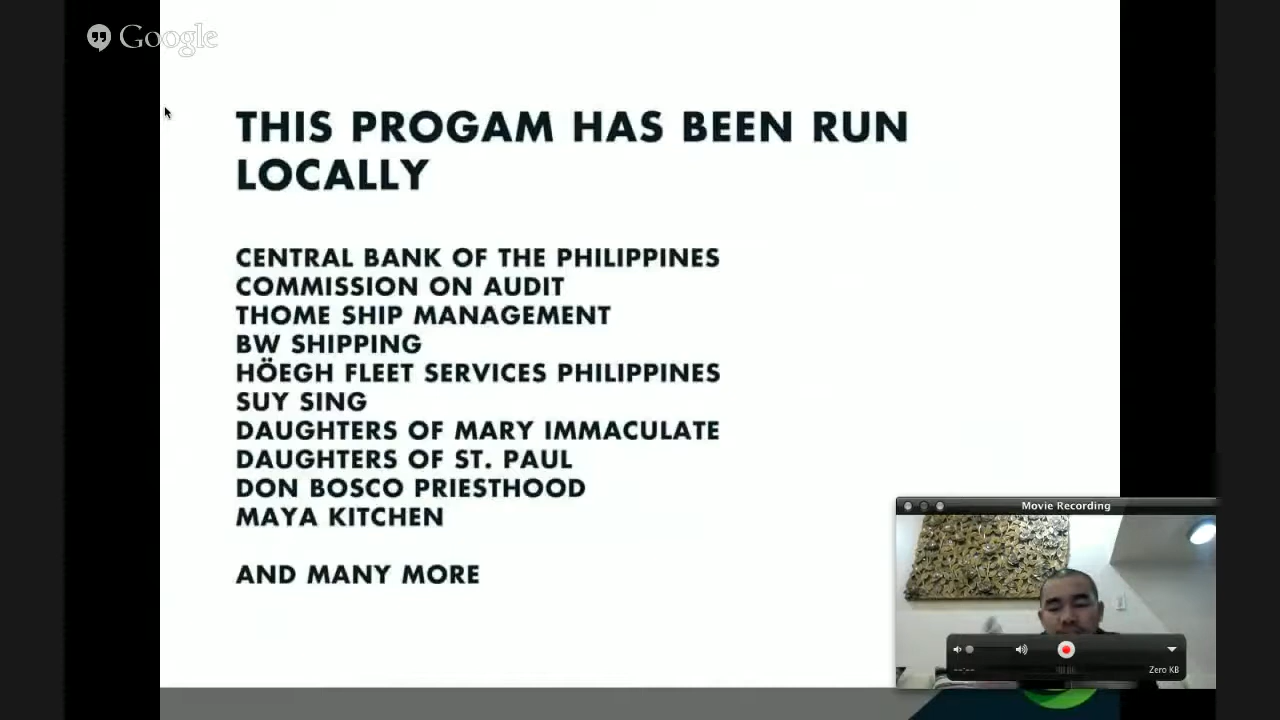 Google
THIS PROGAM HAS BEEN RUN
LOCALLY
CENTRAL BANK OF THE PHILIPPINES
COMMISSION ON AUDIT
THOME SHIP MANAGEMENT
BW SHIPPING
HÖEGH FLEET SERVICES PHILIPPINES
SUY SING
DAUGHTERS OF MARY IMMACULATE
DAUGHTERS OF ST. PAUL
DON BOSCO PRIESTHOOD
MAYA KITCHEN
AND MANY MORE
Movie Recording
--:--
Zero KB